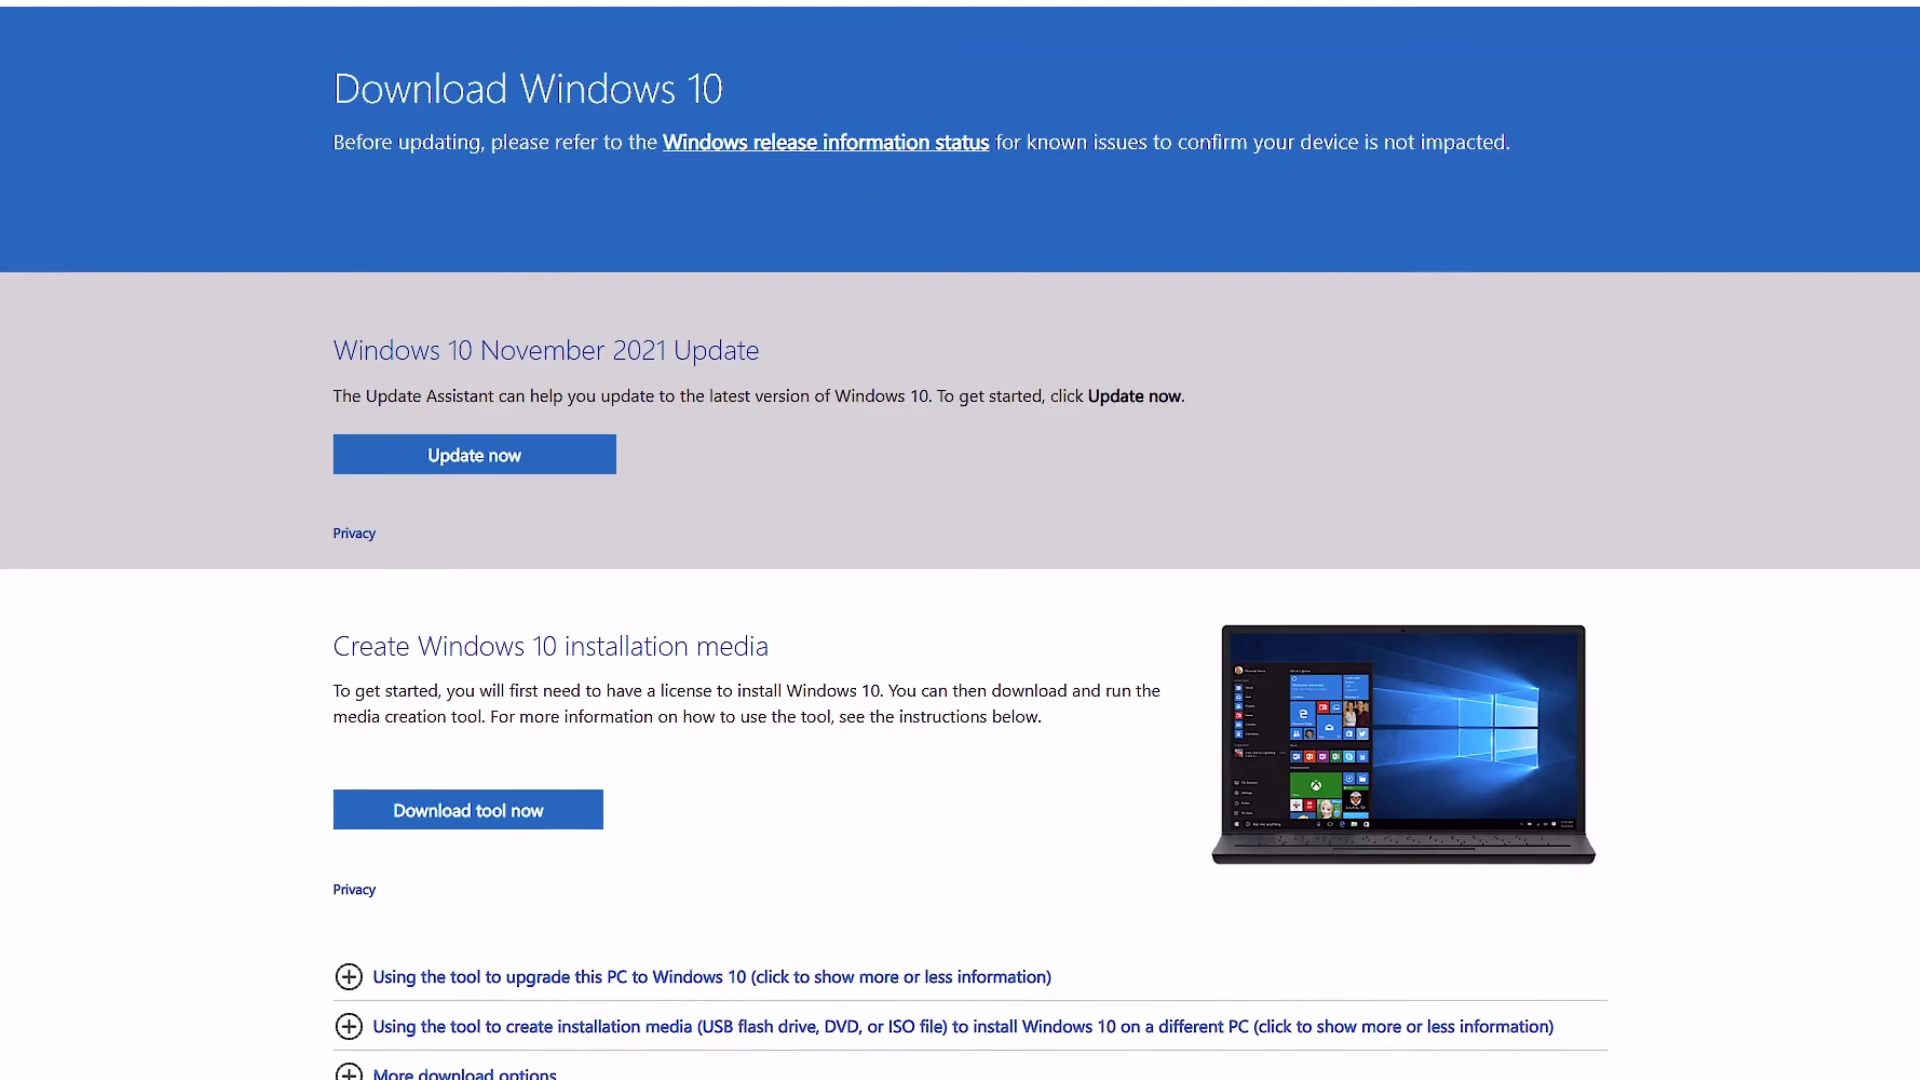 Download Windows 10
Before updating, please refer to the Windows release information status for known issues to confirm your device is not impacted.
Windows 10 November 2021 Update
The Update Assistant can help you update to the latest version of Windows 10. To get started, click Update now.
Update now
Privacy
Create Windows 10 installation media
To get started, you will first need to have a license to install Windows 10. You can then download and run the
media creation tool. For more information on how to use the tool, see the instructions below.
Download tool now
Privacy
Using the tool to upgrade this PC to Windows 10 (click to show more or less information)
Using the tool to create installation media (USB flash drive, DVD, or ISO file) to install Windows 10 on a different PC (click to show more or less information)
More download options